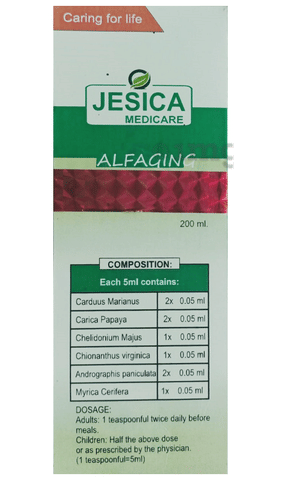 Caring for life
JESICA
MEDICARE
ALFAGING
200 ml.
COMPOSITION:
Each 5ml contains:
Carduus Marianus 2x 0.05 ml
Carica Papaya 2x 0.05 ml
Chelidonium Majus 1x 0.05 ml
Chionanthus virginica 1x 0.05 ml
Andrographis paniculata 2x 0.05 ml
Myrica Cerifera 1x 0.05 ml
DOSAGE:
Adults: 1 teaspoonful twice daily before
meals.
Children: Half the above dose
or as prescribed by the physician.
(1 teaspoonful=5ml)